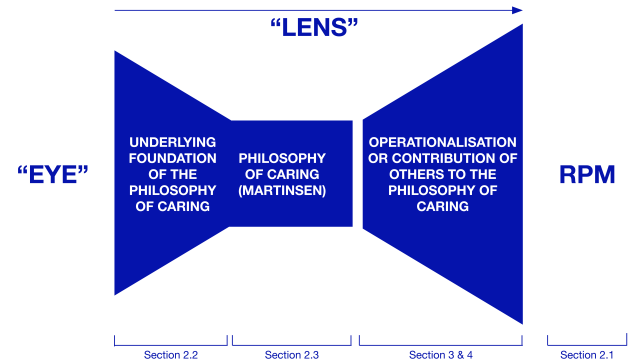 “LENS”
“EYE”
UNDERLYING
FOUNDATION
OF THE
PHILOSOPHY
OF CARING
PHILOSOPHY
OF CARING
(MARTINSEN)
OPERATIONALISATION
OR CONTRIBUTION OF
OTHERS TO THE
PHILOSOPHY OF
CARING
RPM
Section 2.2
Section 2.3
Section 3 & 4
Section 2.1